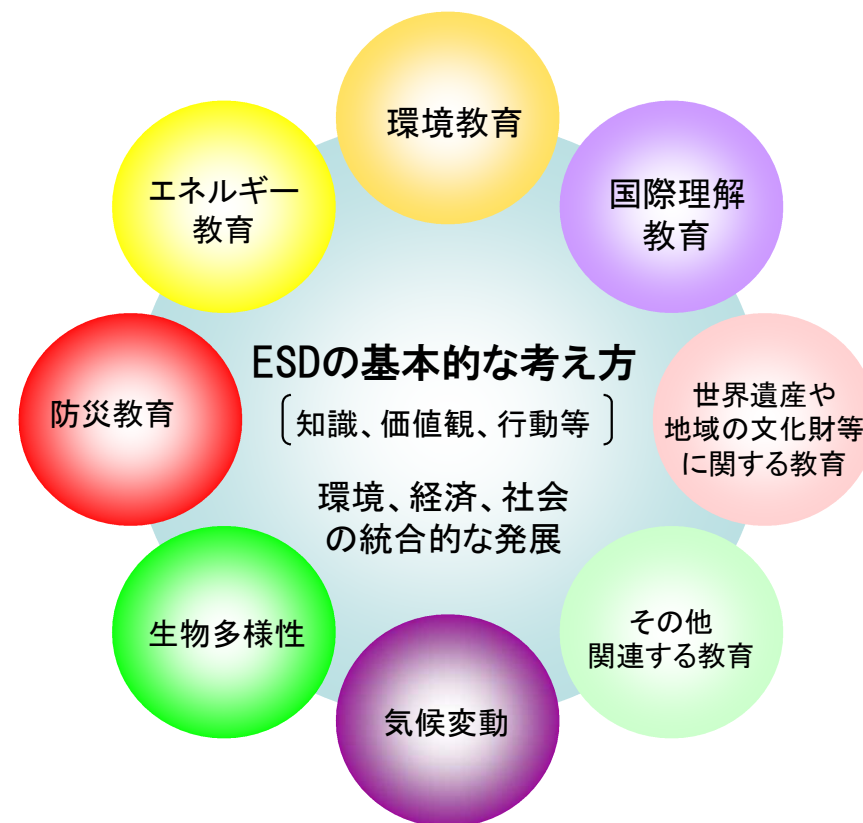 環境教育
国際理解
教育
世界遺産や
地域の文化財等
に関する教育
その他
関連する教育
気候変動
生物多様性
防災教育
エネルギー
教育
ESDの基本的な考え方
〔知識、価値観、行動等〕
環境、経済、社会
の統合的な発展